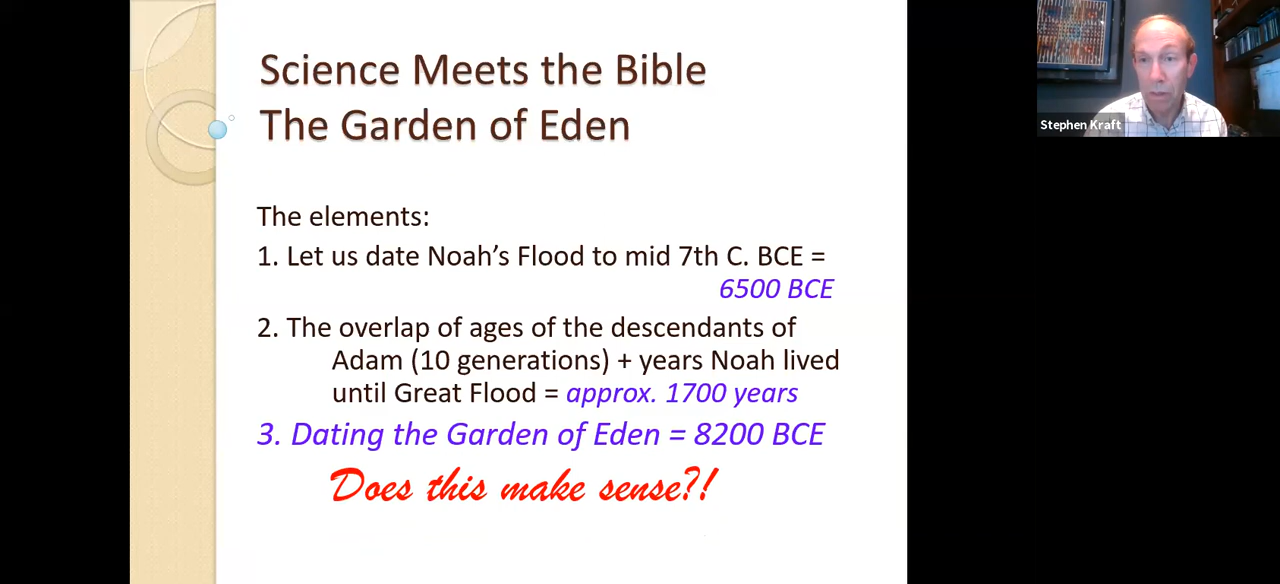 Science Meets the Bible
The Garden of Eden
Stephen Kraft
The elements:
1. Let us date Noah’s Flood to mid 7th C. BCE =
6500 BCE
2. The overlap of ages of the descendants of
Adam (10 generations) + years Noah lived
until Great Flood = approx. 1700 years
3. Dating the Garden of Eden = 8200 BCE
Does this make sense?!